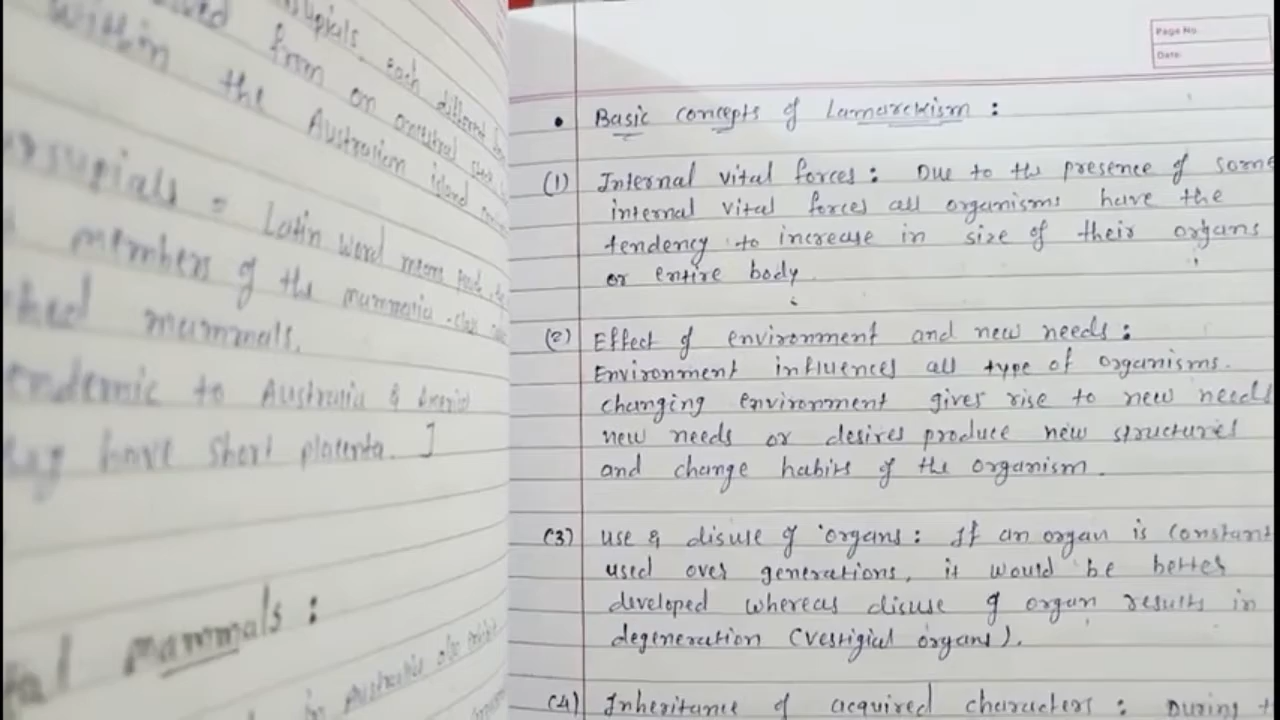 within the Australian island
Latin word means
members of the mammalia
mammals.
endemic to Australia &
have short placenta. ]
mammals :
Page No.
Date:
• Basic concepts of Lamarckism :
(1) Internal vital forces : Due to the presence of some
internal vital forces all organisms have the
tendency to increase in size of their organs
or entire body.
(2) Effect of environment and new needs :
Environment influences all type of organisms.
changing environment gives rise to new needs
new needs or desires produce new structures
and change habits of the organism.
(3) Use & disuse of organs : If an organ is constant
used over generations, it would be better
developed whereas disuse of organ results in
degeneration (vestigial organs).
(4) Inheritance of acquired characters : During